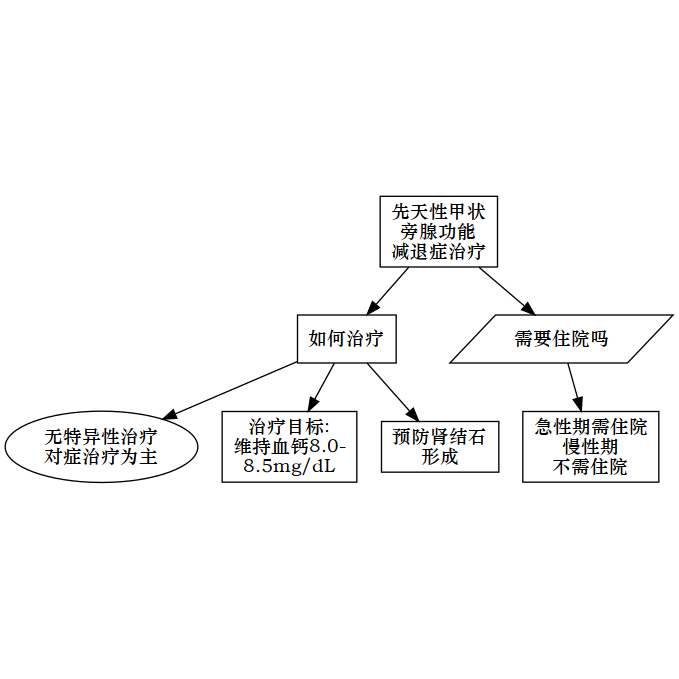 先天性甲状
旁腺功能
减退症治疗
如何治疗
需要住院吗
无特异性治疗
对症治疗为主
治疗目标:
维持血钙8.0-
8.5mg/dL
预防肾结石
形成
急性期需住院
慢性期
不需住院